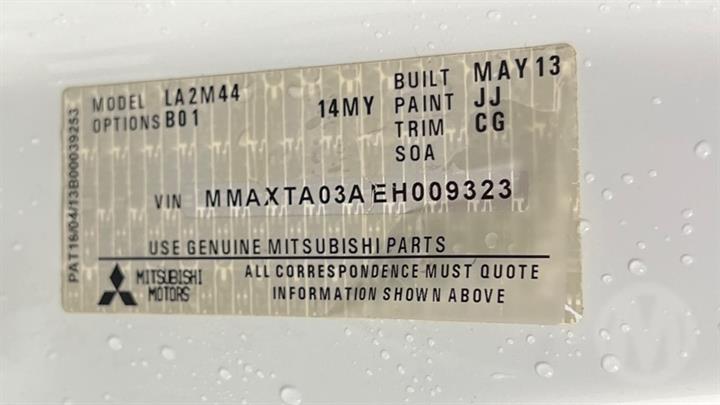 PAT16/04/13B00039253
MODEL LA2M44
OPTIONS B01
14MY
BUILT MAY13
PAINT JJ
TRIM CG
SOA
VIN MMAXTA03AEH009323
USE GENUINE MITSUBISHI PARTS
MITSUBISHI
MOTORS
ALL CORRESPONDENCE MUST QUOTE
INFORMATION SHOWN ABOVE
M